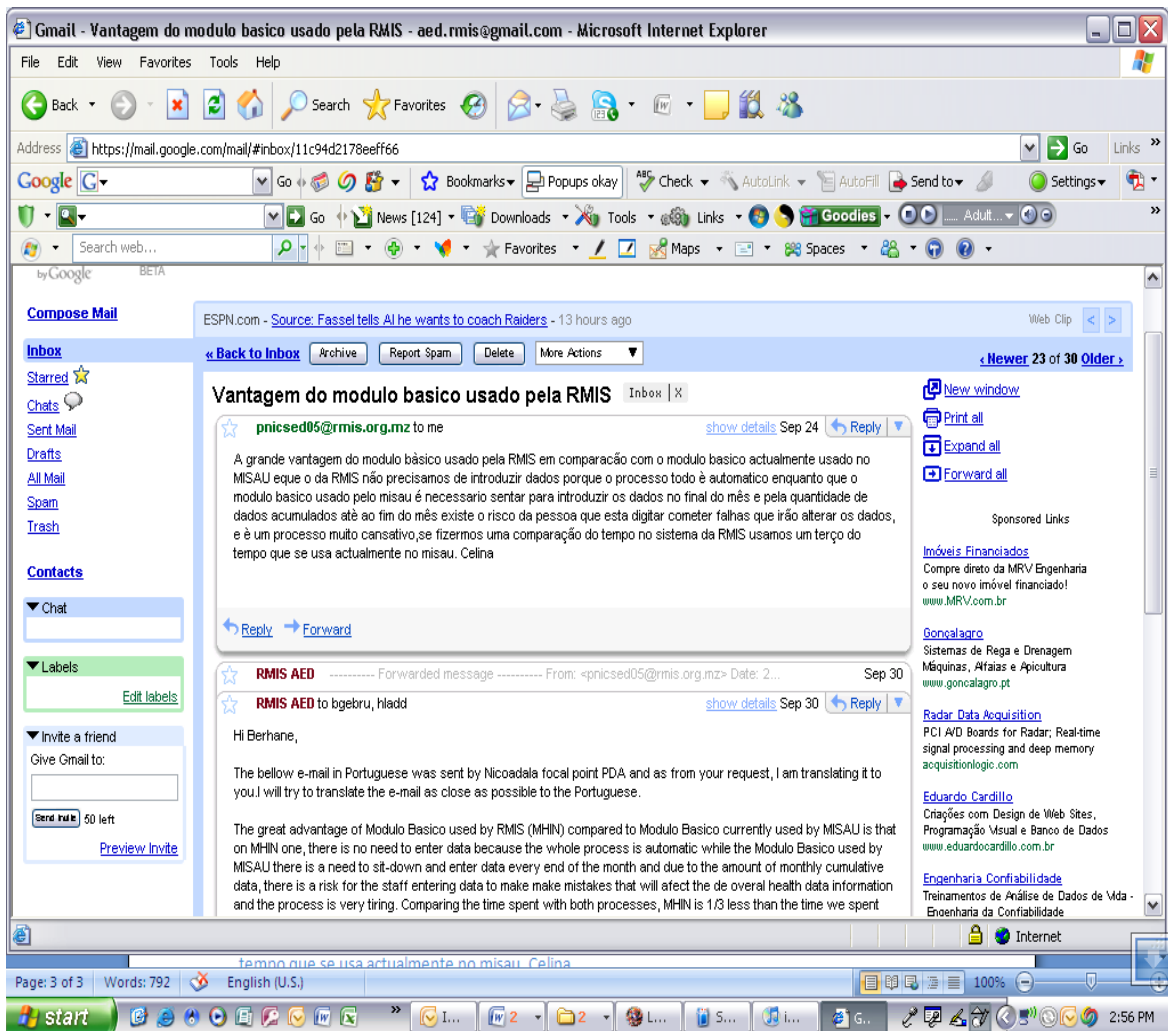 Gmail - Vantagem do modulo basico usado pela RMIS - aed.rmis@gmail.com - Microsoft Internet Explorer
File Edit View Favorites Tools Help
Back Search Favorites
Address https://mail.google.com/mail/#inbox/11c94d2178eeff66 Go Links »
Google G Go Bookmarks Popups okay Check AutoLink AutoFill Send to Settings
Go News [124] Downloads Tools Links Goodies ..... Adult... »
Search web... Favorites Maps Spaces
by Google BETA
Compose Mail
Inbox
Starred
Chats
Sent Mail
Drafts
All Mail
Spam
Trash
Contacts
Chat
Labels
Edit labels
Invite a friend
Give Gmail to:
Send Invite 50 left
Preview Invite
ESPN.com - Source: Fassel tells Al he wants to coach Raiders - 13 hours ago Web Clip < >
« Back to Inbox Archive Report Spam Delete More Actions ‹ Newer 23 of 30 Older ›
Vantagem do modulo basico usado pela RMIS Inbox | X
pnicsed05@rmis.org.mz to me show details Sep 24 Reply
A grande vantagem do modulo bàsico usado pela RMIS em comparacão com o modulo basico actualmente usado no
MISAU eque o da RMIS não precisamos de introduzir dados porque o processo todo è automatico enquanto que o
modulo basico usado pelo misau é necessario sentar para introduzir os dados no final do mês e pela quantidade de
dados acumulados atè ao fim do mês existe o risco da pessoa que esta digitar cometer falhas que irão alterar os dados,
e è um processo muito cansativo,se fizermos uma comparação do tempo no sistema da RMIS usamos um terço do
tempo que se usa actualmente no misau. Celina
Reply Forward
RMIS AED ---------- Forwarded message ---------- From: <pnicsed05@rmis.org.mz> Date: 2... Sep 30
RMIS AED to bgebru, hladd show details Sep 30 Reply
Hi Berhane,
The bellow e-mail in Portuguese was sent by Nicoadala focal point PDA and as from your request, I am translating it to
you.I will try to translate the e-mail as close as possible to the Portuguese.
The great advantage of Modulo Basico used by RMIS (MHIN) compared to Modulo Basico currently used by MISAU is that
on MHIN one, there is no need to enter data because the whole process is automatic while the Modulo Basico used by
MISAU there is a need to sit-down and enter data every end of the month and due to the amount of monthly cumulative
data, there is a risk for the staff entering data to make make mistakes that will afect the de overal health data information
and the process is very tiring. Comparing the time spent with both processes, MHIN is 1/3 less than the time we spent
New window
Print all
Expand all
Forward all
Sponsored Links
Imóveis Financiados
Compre direto da MRV Engenharia
o seu novo imóvel financiado!
www.MRV.com.br
Gonçalagro
Sistemas de Rega e Drenagem
Máquinas, Alfaias e Apicultura
www.goncalagro.pt
Radar Data Acquisition
PCI A/D Boards for Radar; Real-time
signal processing and deep memory
acquisitionlogic.com
Eduardo Cardillo
Criações com Design de Web Sites,
Programação Visual e Banco de Dados
www.eduardocardillo.com.br
Engenharia Confiabilidade
Treinamentos de Análise de Dados de Vida -
Engenharia da Confiabilidade
Internet
tempo que se usa actualmente no misau. Celina
Page: 3 of 3 Words: 792 English (U.S.) 100%
start » I... 2 2 L... S... i... G.. 2:56 PM